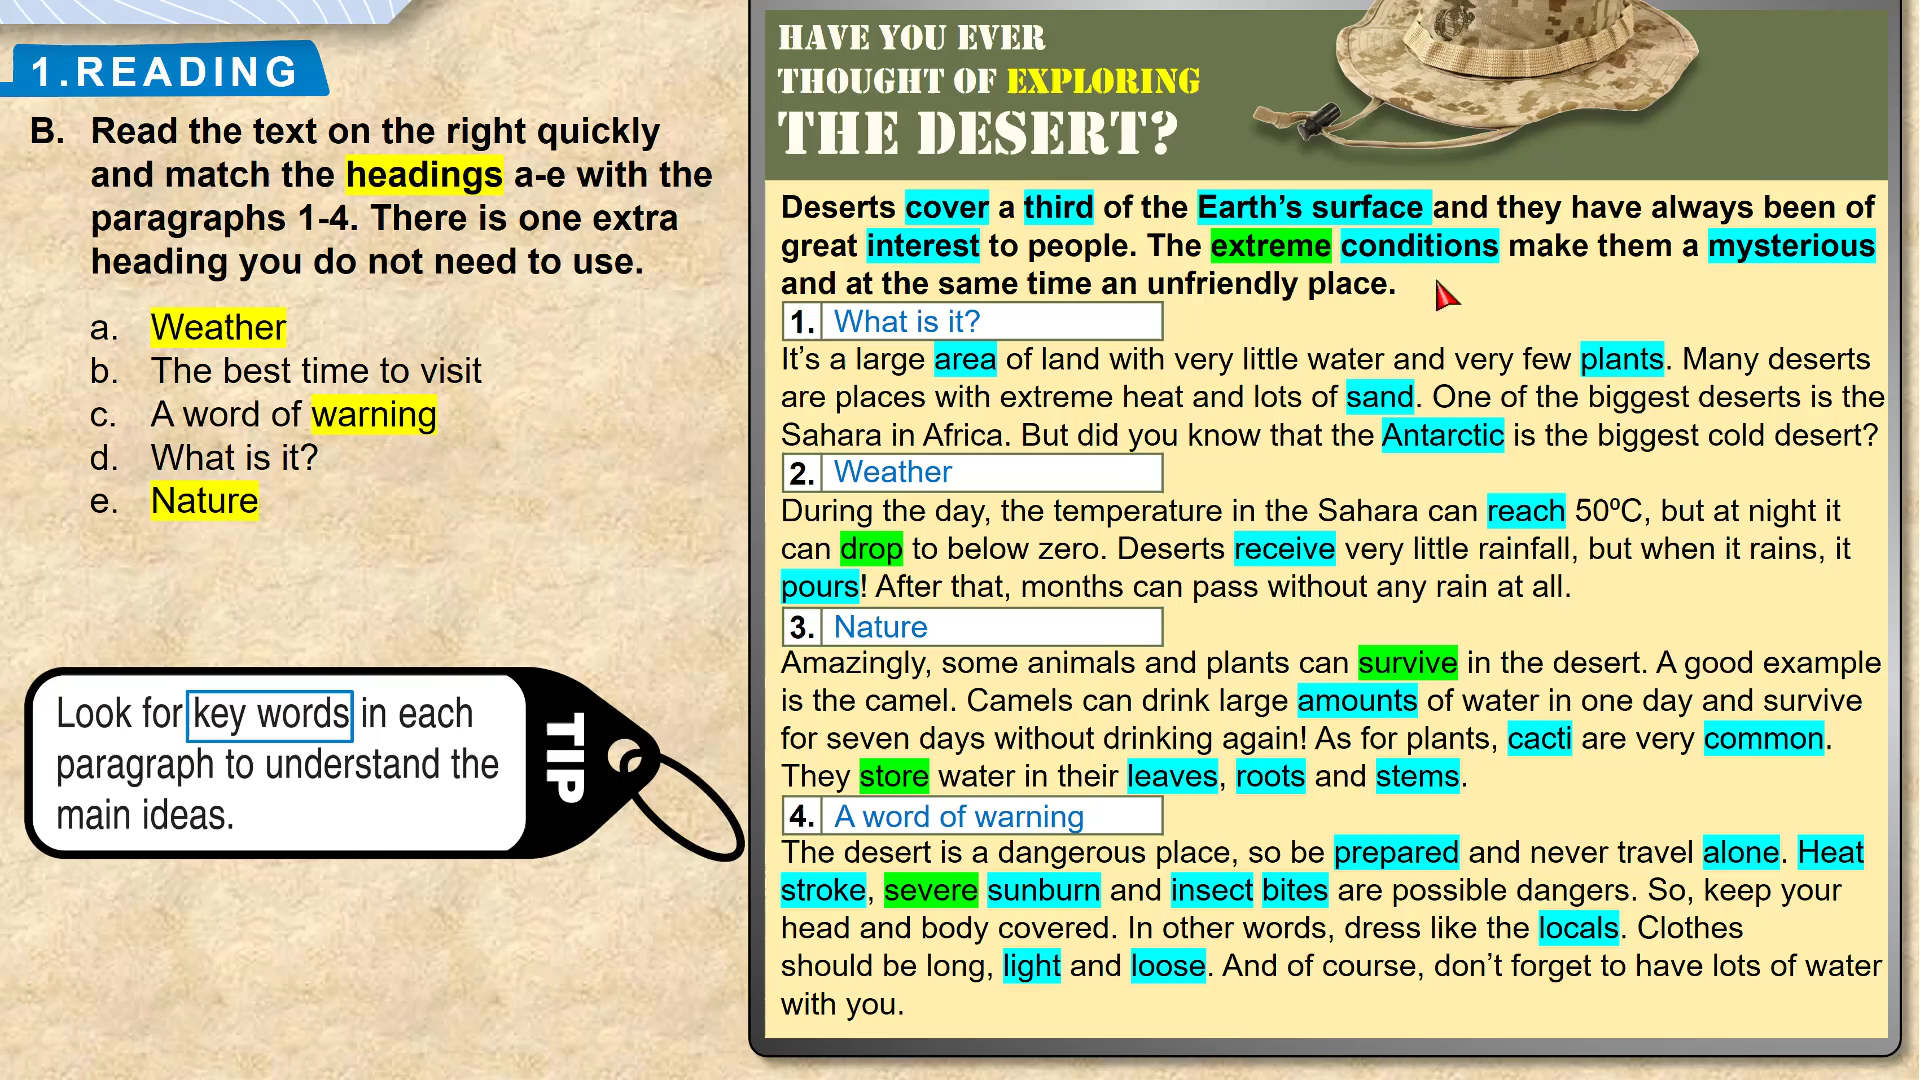 1.READING
B. Read the text on the right quickly
and match the headings a-e with the
paragraphs 1-4. There is one extra
heading you do not need to use.
a. Weather
b. The best time to visit
c. A word of warning
d. What is it?
e. Nature
Look for key words in each
paragraph to understand the
main ideas.
TIP
HAVE YOU EVER
THOUGHT OF EXPLORING
THE DESERT?
Deserts cover a third of the Earth’s surface and they have always been of
great interest to people. The extreme conditions make them a mysterious
and at the same time an unfriendly place.
1. What is it?
It’s a large area of land with very little water and very few plants. Many deserts
are places with extreme heat and lots of sand. One of the biggest deserts is the
Sahara in Africa. But did you know that the Antarctic is the biggest cold desert?
2. Weather
During the day, the temperature in the Sahara can reach 50ºC, but at night it
can drop to below zero. Deserts receive very little rainfall, but when it rains, it
pours! After that, months can pass without any rain at all.
3. Nature
Amazingly, some animals and plants can survive in the desert. A good example
is the camel. Camels can drink large amounts of water in one day and survive
for seven days without drinking again! As for plants, cacti are very common.
They store water in their leaves, roots and stems.
4. A word of warning
The desert is a dangerous place, so be prepared and never travel alone. Heat
stroke, severe sunburn and insect bites are possible dangers. So, keep your
head and body covered. In other words, dress like the locals. Clothes
should be long, light and loose. And of course, don’t forget to have lots of water
with you.